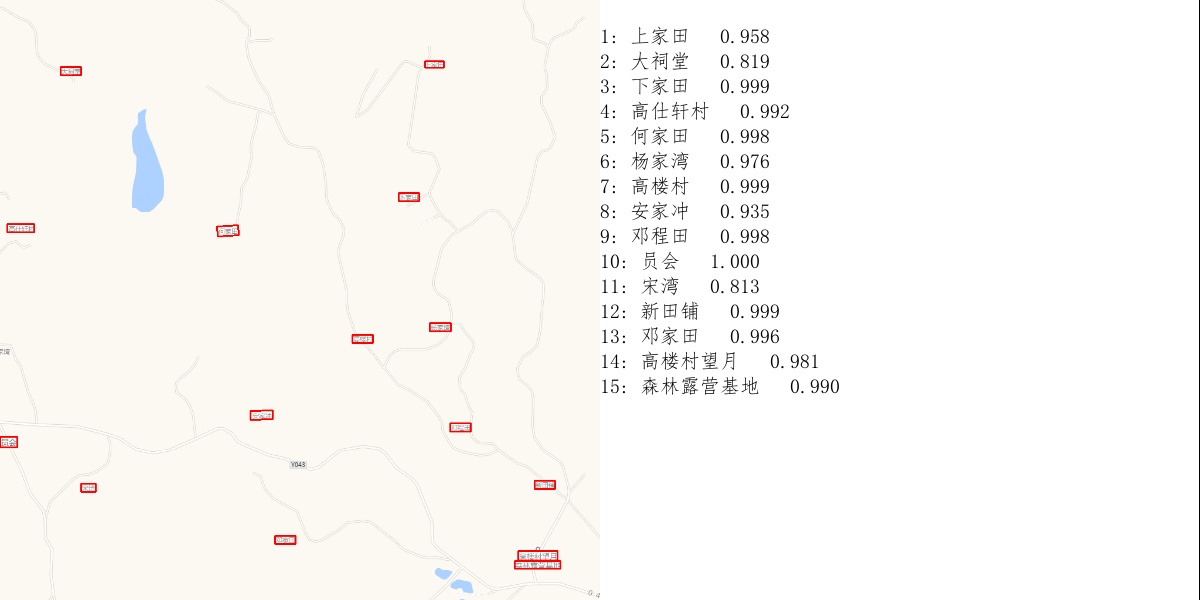 1: 上家田 0.958
2: 大祠堂 0.819
3: 下家田 0.999
4: 高仕轩村 0.992
5: 何家田 0.998
6: 杨家湾 0.976
7: 高楼村 0.999
8: 安家冲 0.935
9: 邓程田 0.998
10: 员会 1.000
11: 宋湾 0.813
12: 新田铺 0.999
13: 邓家田 0.996
14: 高楼村望月 0.981
15: 森林露营基地 0.990
员会
Y043